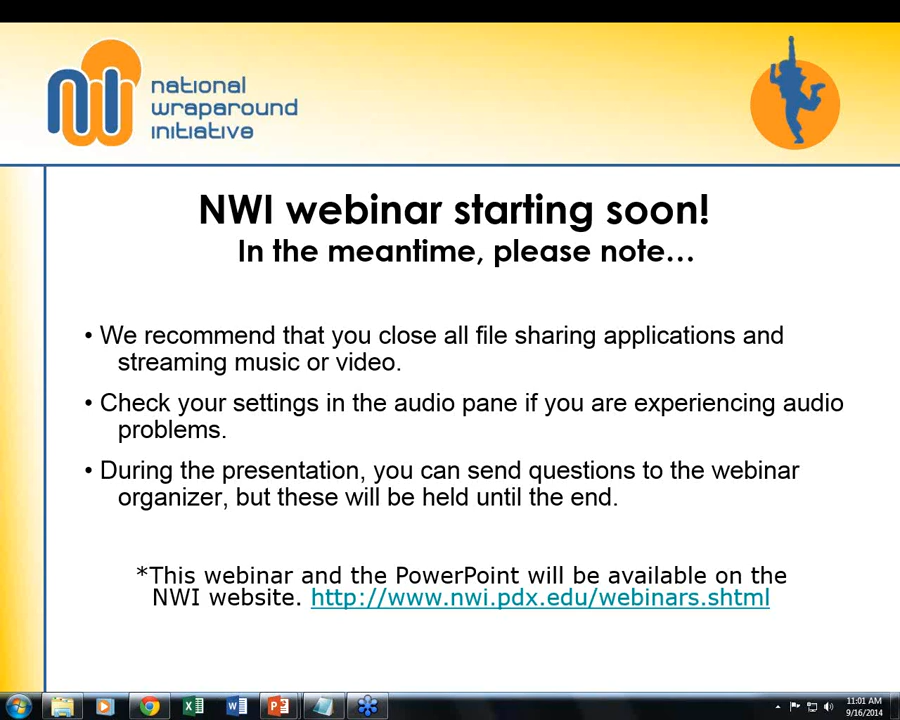 national
wraparound
initiative
NWI webinar starting soon!
In the meantime, please note…
• We recommend that you close all file sharing applications and
streaming music or video.
• Check your settings in the audio pane if you are experiencing audio
problems.
• During the presentation, you can send questions to the webinar
organizer, but these will be held until the end.
*This webinar and the PowerPoint will be available on the
NWI website. http://www.nwi.pdx.edu/webinars.shtml
11:01 AM
9/16/2014